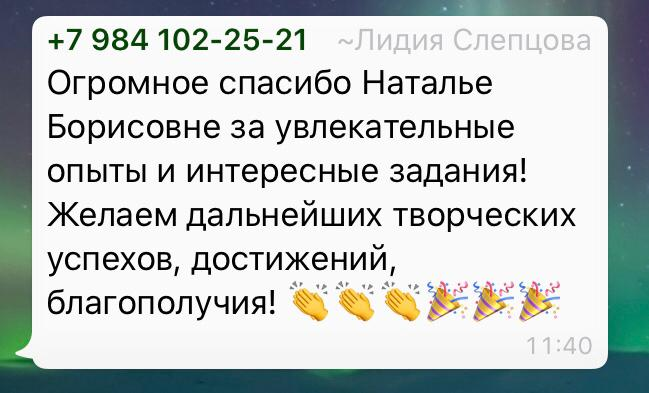 +7 984 102-25-21 ~Лидия Слепцова
Огромное спасибо Наталье
Борисовне за увлекательные
опыты и интересные задания!
Желаем дальнейших творческих
успехов, достижений,
благополучия! 👏👏👏🎉🎉🎉
11:40